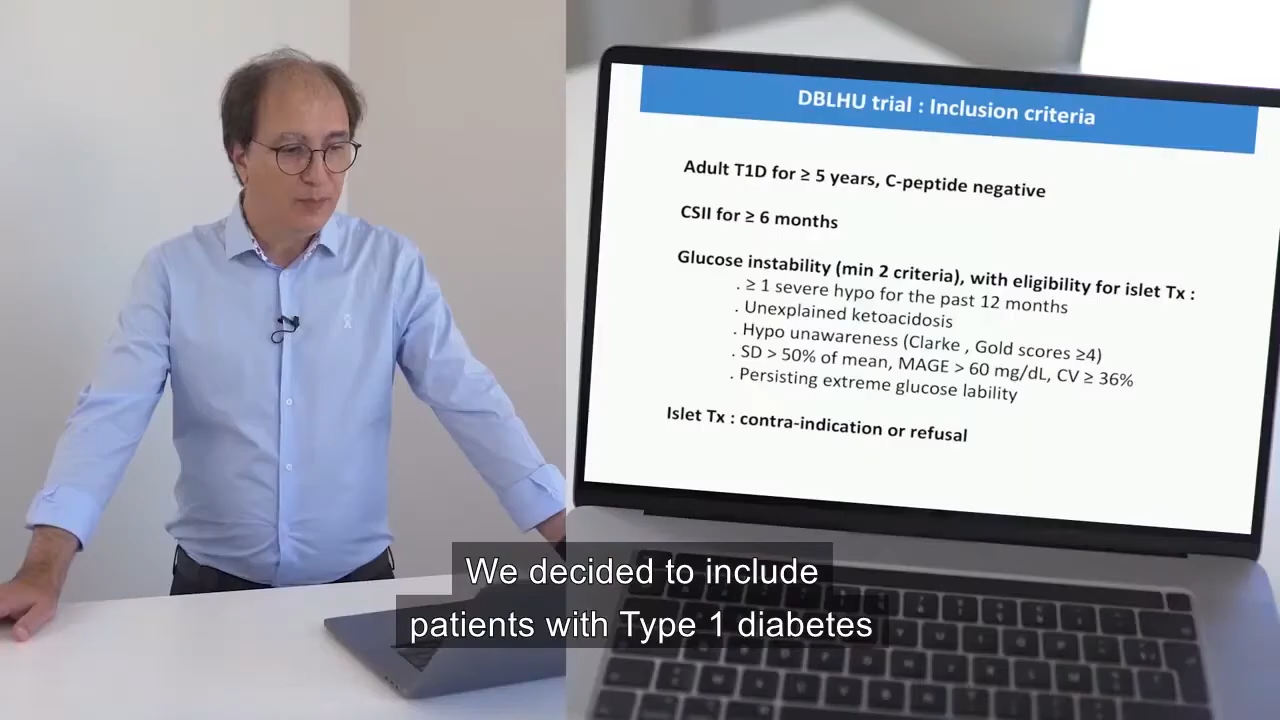 DBLHU trial : Inclusion criteria
Adult T1D for ≥ 5 years, C-peptide negative
CSII for ≥ 6 months
Glucose instability (min 2 criteria), with eligibility for islet Tx :
. ≥ 1 severe hypo for the past 12 months
. Unexplained ketoacidosis
. Hypo unawareness (Clarke , Gold scores ≥4)
. SD > 50% of mean, MAGE > 60 mg/dL, CV ≥ 36%
. Persisting extreme glucose lability
Islet Tx : contra-indication or refusal
We decided to include
patients with Type 1 diabetes